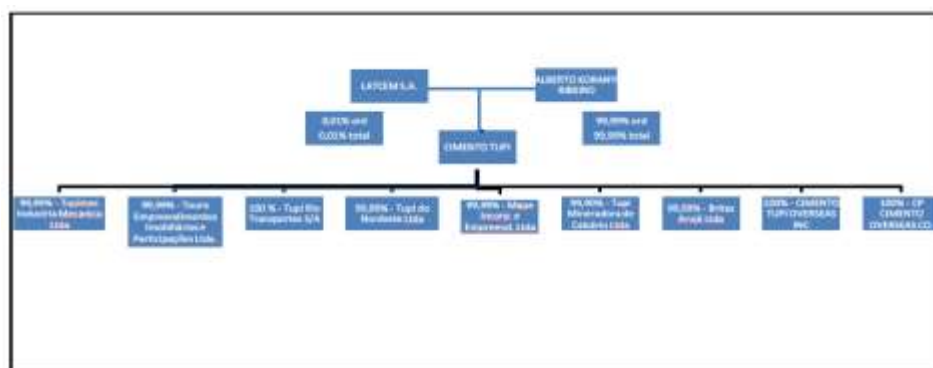 LATCEM S.A.
ALBERTO
RIBEIRO
0,01% ord
0,01% total
99,99% ord
99,99% total
CIMENTO TUPI
99,99% -
Industria Mecanica
Ltda
99,99% - Touro
Empreendimentos
Imobiliários e
Participações Ltda.
100 % - Tupi Rio
Transportes S/A
99,99% - Tupi do
Nordeste Ltda
99,99% - Mape
Incorp. e
Empreend. Ltda
99,99% - Tupi
Mineradora de
Calcário Ltda
99,99% - Britas
Arujá Ltda
100% - CIMENTO
TUPI OVERSEAS
INC
100% - CP
CIMENTO
OVERSEAS CO